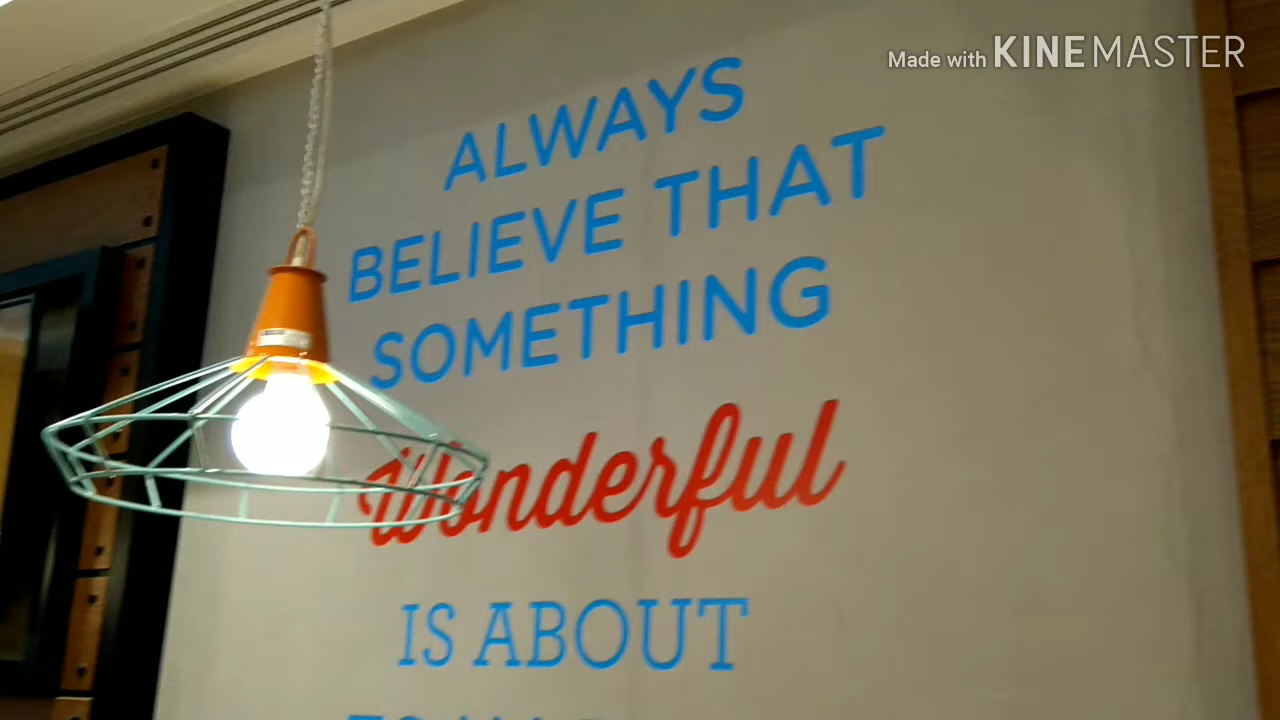 Made with KINEMASTER
ALWAYS
BELIEVE THAT
SOMETHING
Wonderful
IS ABOUT